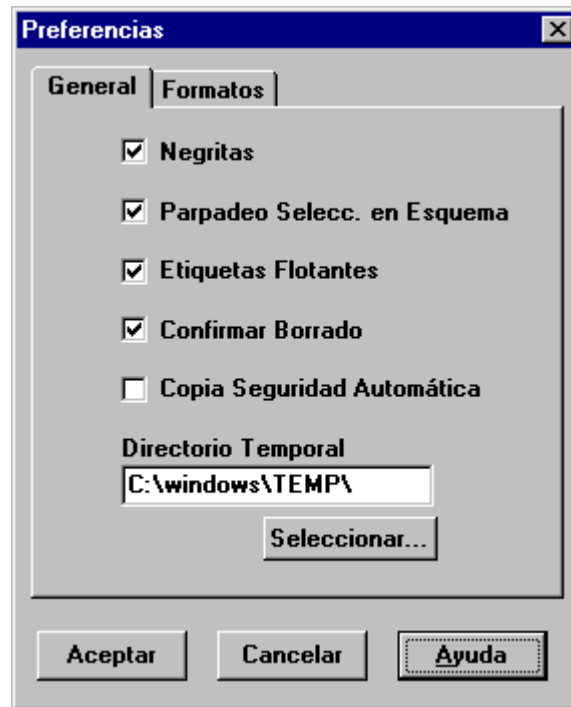 Preferencias
General Formatos
Negritas
Parpadeo Selecc. en Esquema
Etiquetas Flotantes
Confirmar Borrado
Copia Seguridad Automática
Directorio Temporal
C:\windows\TEMP\
Seleccionar...
Aceptar Cancelar Ayuda